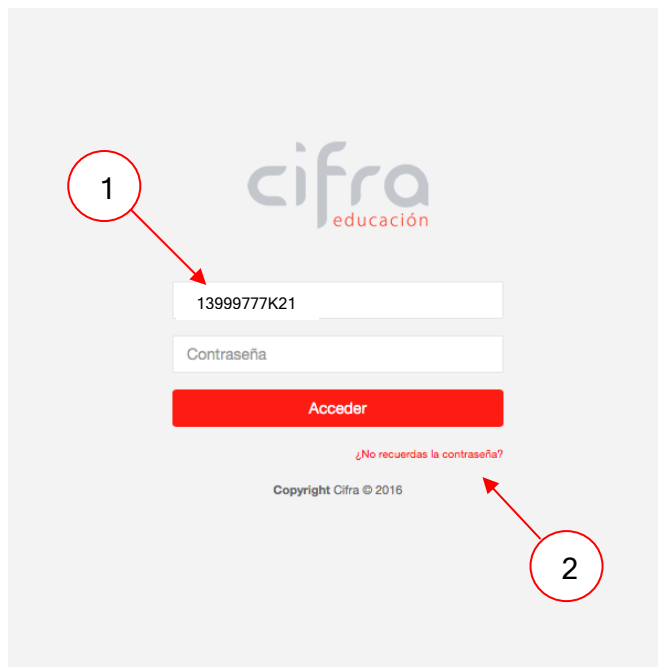 cifra
educación
1
13999777K21
Contraseña
Acceder
¿No recuerdas la contraseña?
Copyright Cifra © 2016
2